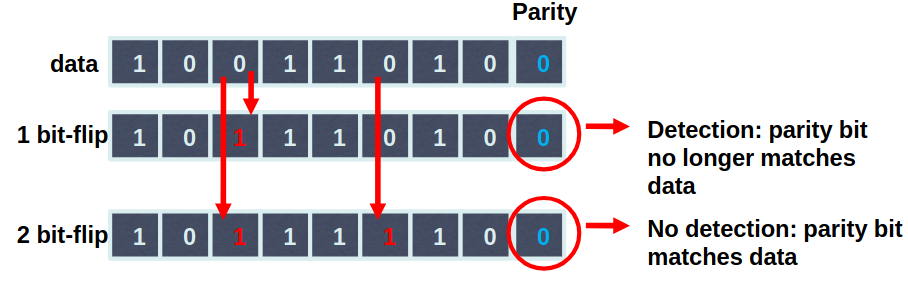 Parity
data 1 0 0 1 1 0 1 0 0
1 bit-flip 1 0 1 1 1 0 1 0 0
Detection: parity bit
no longer matches
data
2 bit-flip 1 0 1 1 1 1 1 0 0
No detection: parity bit
matches data